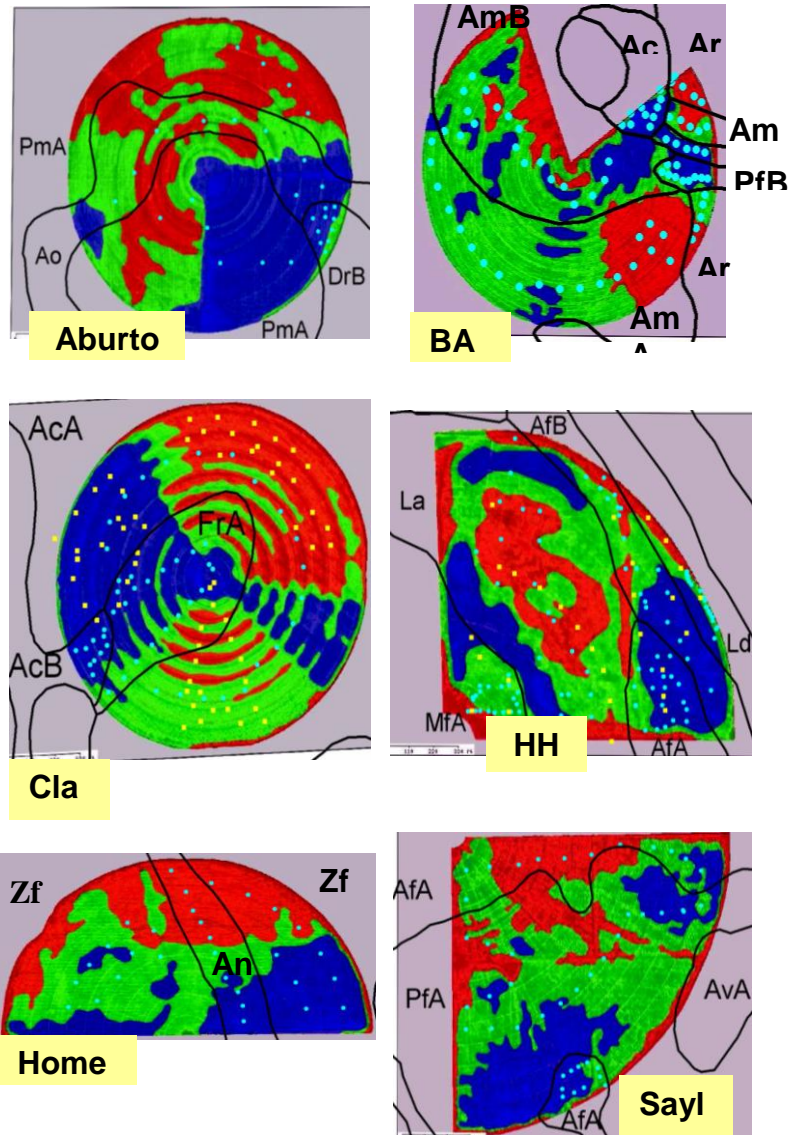 PmA
Ao
DrB
PmA
Aburto
AmB
Ac
Ar
Am
PfB
Ar
Am
A
BA
AcA
FrA
AcB
Cla
AfB
La
Ld
MfA
AfA
HH
Zf
Zf
An
Home
AfA
PfA
AvA
AfA
Sayl